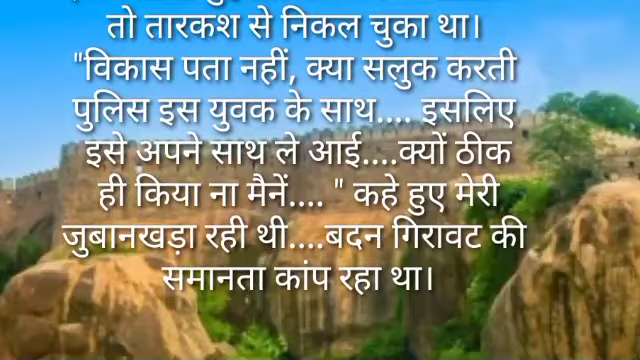 तो तारकश से निकल चुका था।
"विकास पता नहीं, क्या सलुक करती
पुलिस इस युवक के साथ.... इसलिए
इसे अपने साथ ले आई....क्यों ठीक
ही किया ना मैनें.... " कहे हुए मेरी
जुबानखड़ा रही थी....बदन गिरावट की
समानता कांप रहा था।